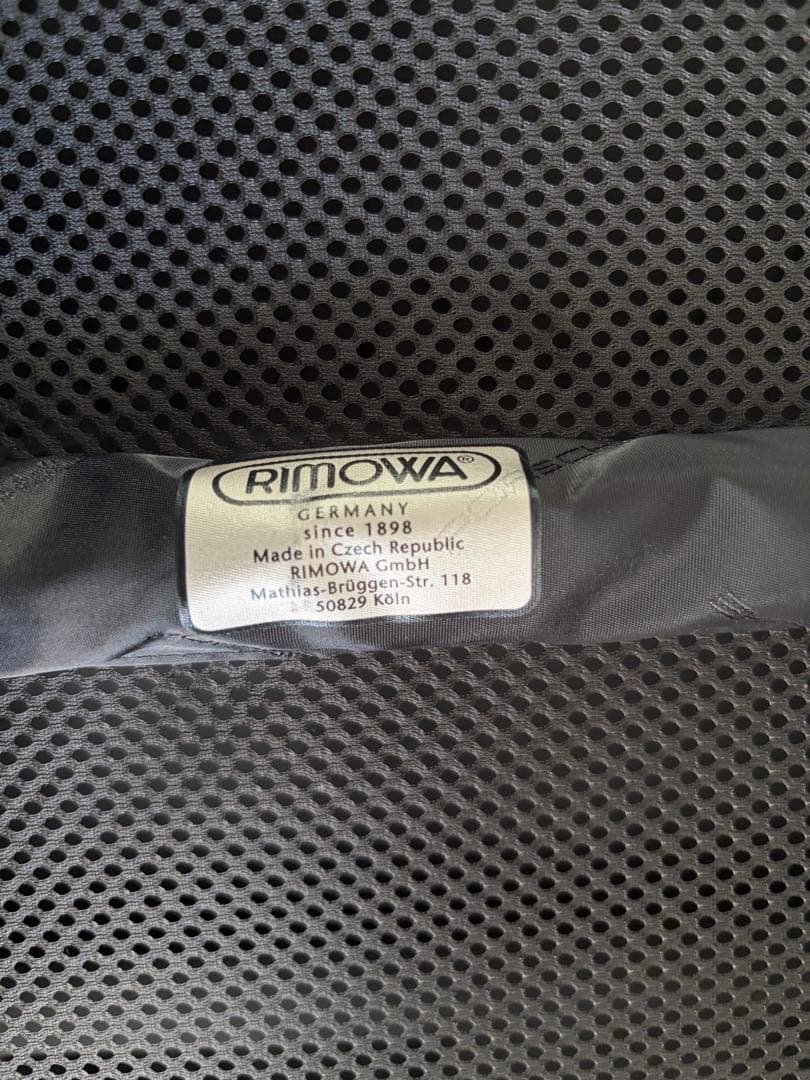 RIMOWA®
GERMANY
since 1898
Made in Czech Republic
RIMOWA GmbH
Mathias-Brüggen-Str. 118
50829 Köln